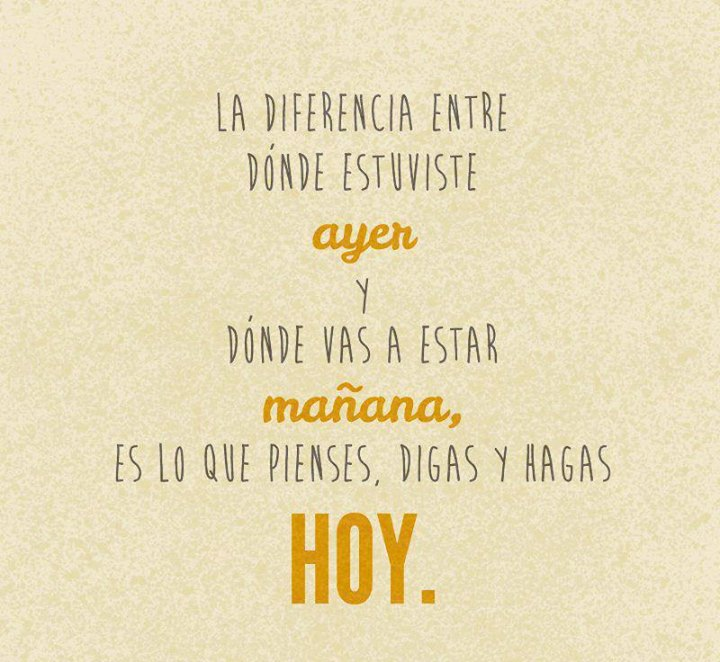 LA DIFERENCIA ENTRE
DÓNDE ESTUVISTE
ayer
Y
DÓNDE VAS A ESTAR
mañana,
ES LO QUE PIENSES, DIGAS Y HAGAS
HOY.